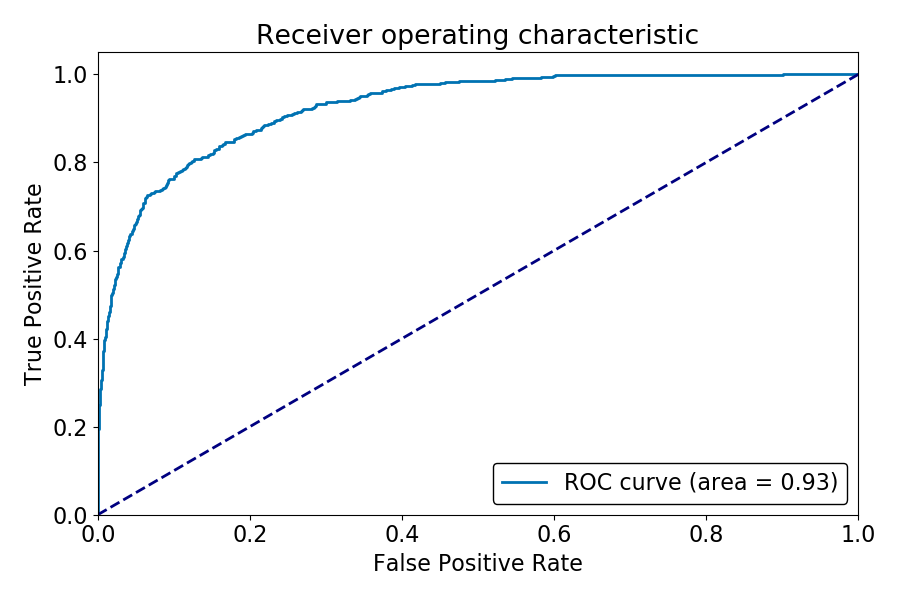 Receiver operating characteristic
1.0
0.8
0.6
0.4
0.2
0.0
True Positive Rate
ROC curve (area = 0.93)
0.0 0.2 0.4 0.6 0.8 1.0
False Positive Rate